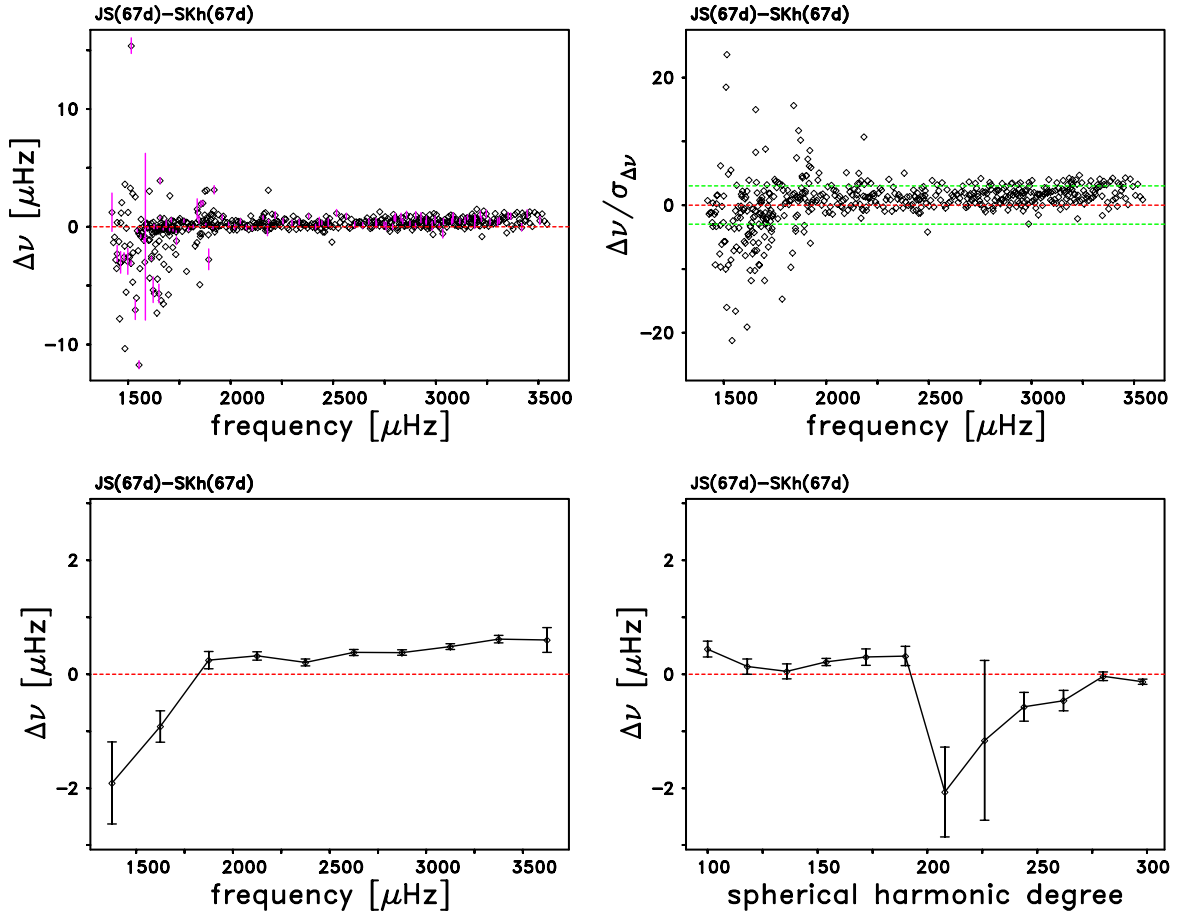 JS(67d)−SKh(67d)
10
0
−10
Δν [μHz]
1500 2000 2500 3000 3500
frequency [μHz]
JS(67d)−SKh(67d)
20
0
−20
Δν/σΔν
1500 2000 2500 3000 3500
frequency [μHz]
JS(67d)−SKh(67d)
2
0
−2
Δν [μHz]
1500 2000 2500 3000 3500
frequency [μHz]
JS(67d)−SKh(67d)
2
0
−2
Δν [μHz]
100 150 200 250 300
spherical harmonic degree